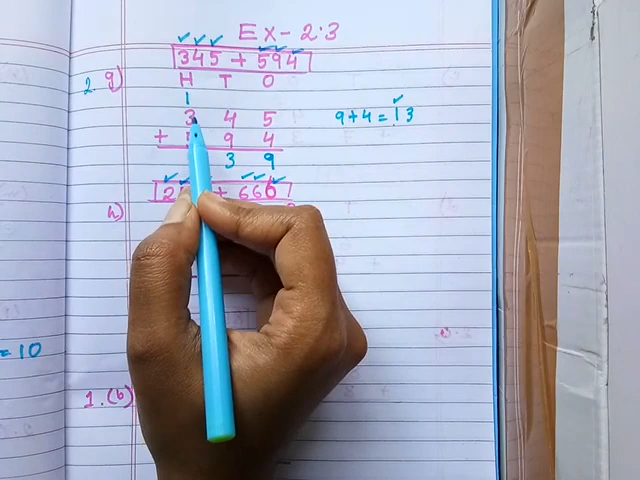 Ex-2.3
345 + 594
2. g) H T O
1
3 4 5 9+4=13
+ 9 4
3 9
2 + 666
h)
= 10
1. (b)